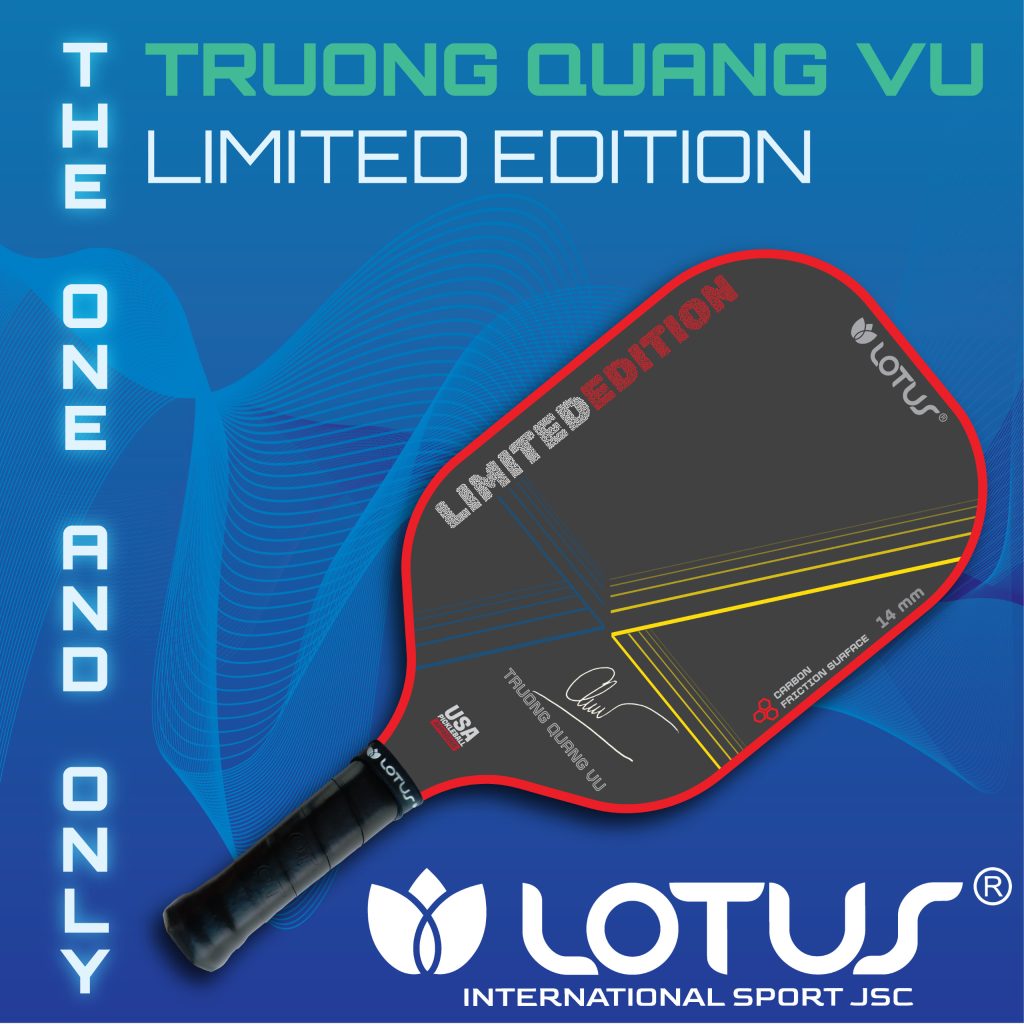 THE ONE AND ONLY
TRUONG QUANG VU
LIMITED EDITION
LIMITEDEDITION
LOTUS®
14 mm
CARBON
FRICTION SURFACE
TRUONG QUANG VU
USA
PICKLEBALL
LOTUS
LOTUS®
INTERNATIONAL SPORT JSC